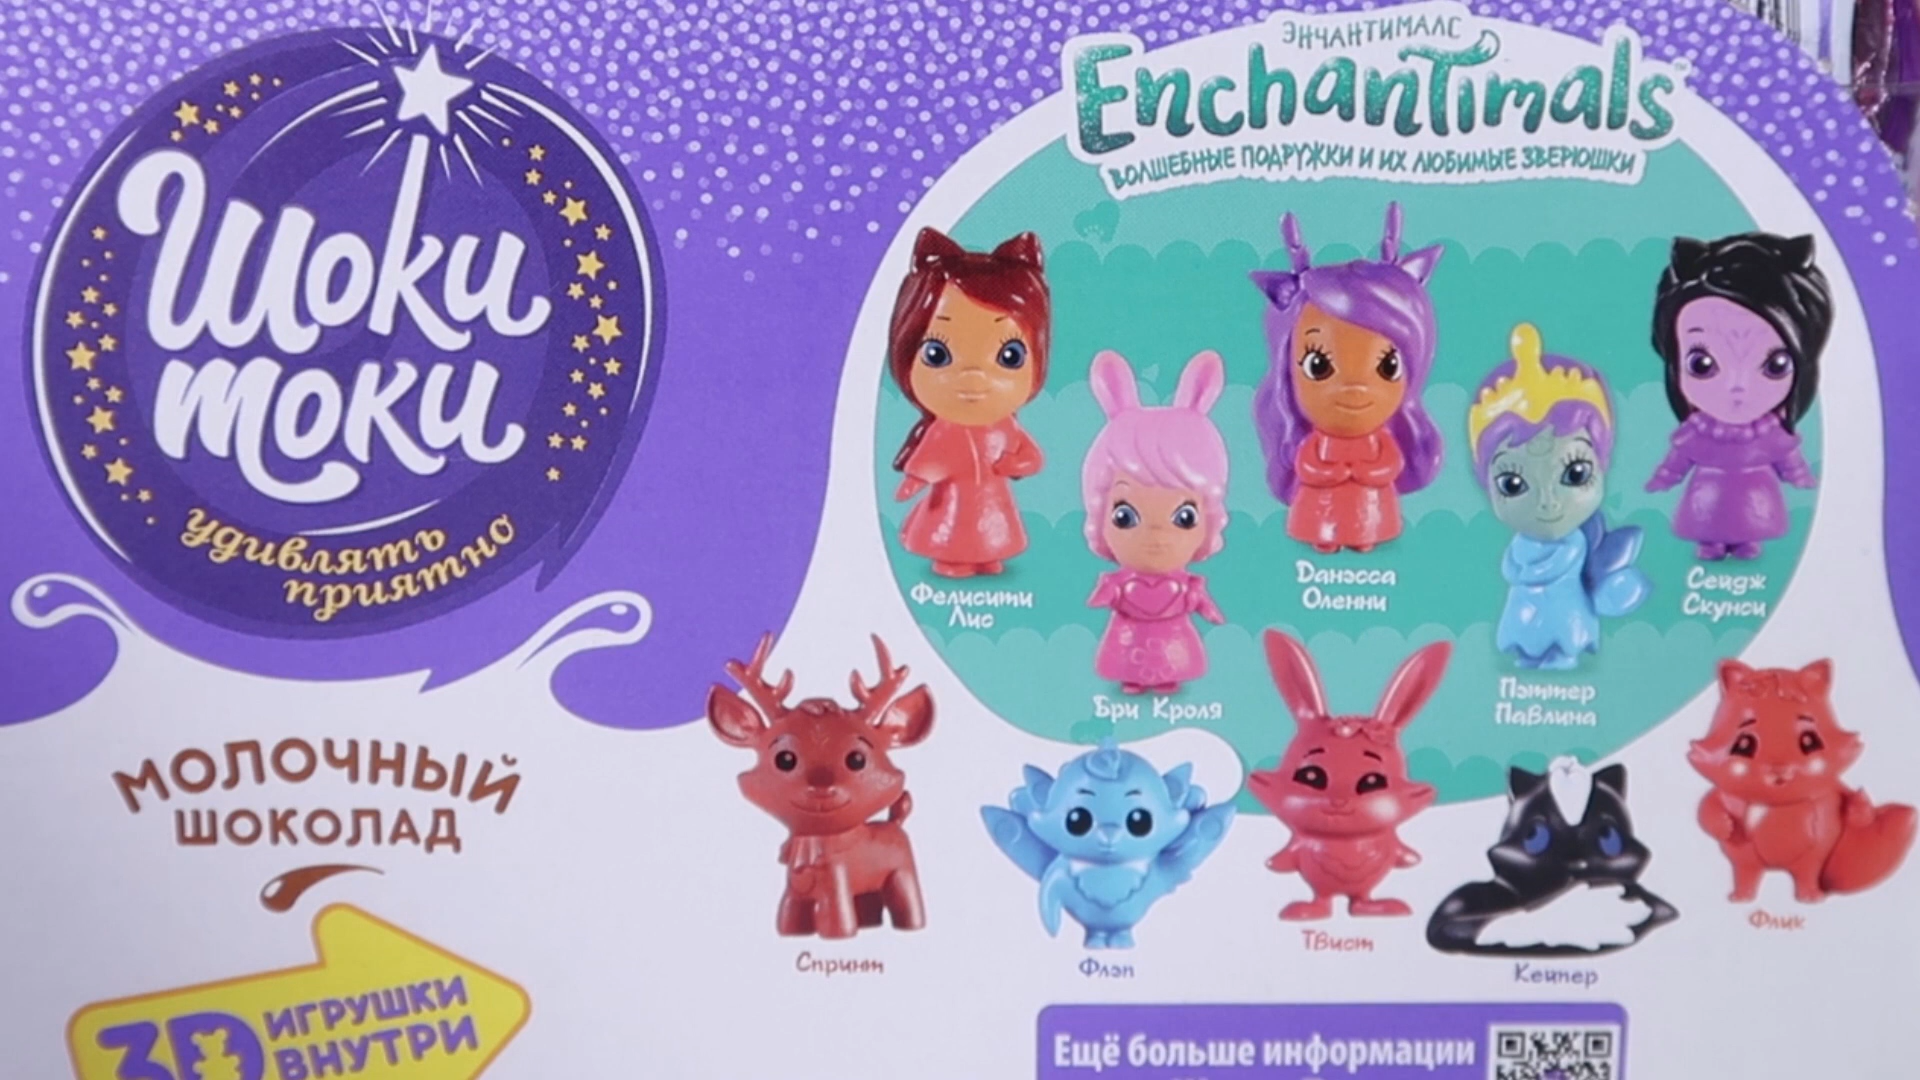 Шоки
токи
удивлять
приятно
МОЛОЧНЫЙ
ШОКОЛАД
3D ИГРУШКИ
ВНУТРИ
ЭНЧАНТИМАЛС
EnchanTimals
ВОЛШЕБНЫЕ ПОДРУЖКИ И ИХ ЛЮБИМЫЕ ЗВЕРЮШКИ
Фелисити
Лис
Бри Кроля
Данэсса
Оленни
Пэттер
Павлина
Сейдж
Скунси
Спринт
Флэп
Твист
Кейпер
Флик
Ещё больше информации